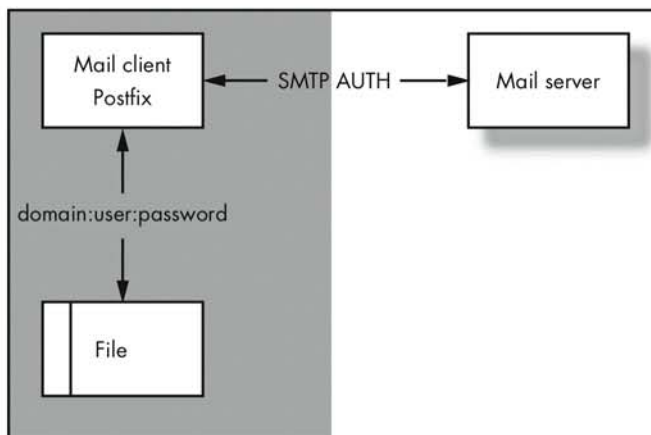 Mail client
Postfix
SMTP AUTH
Mail server
domain:user:password
File